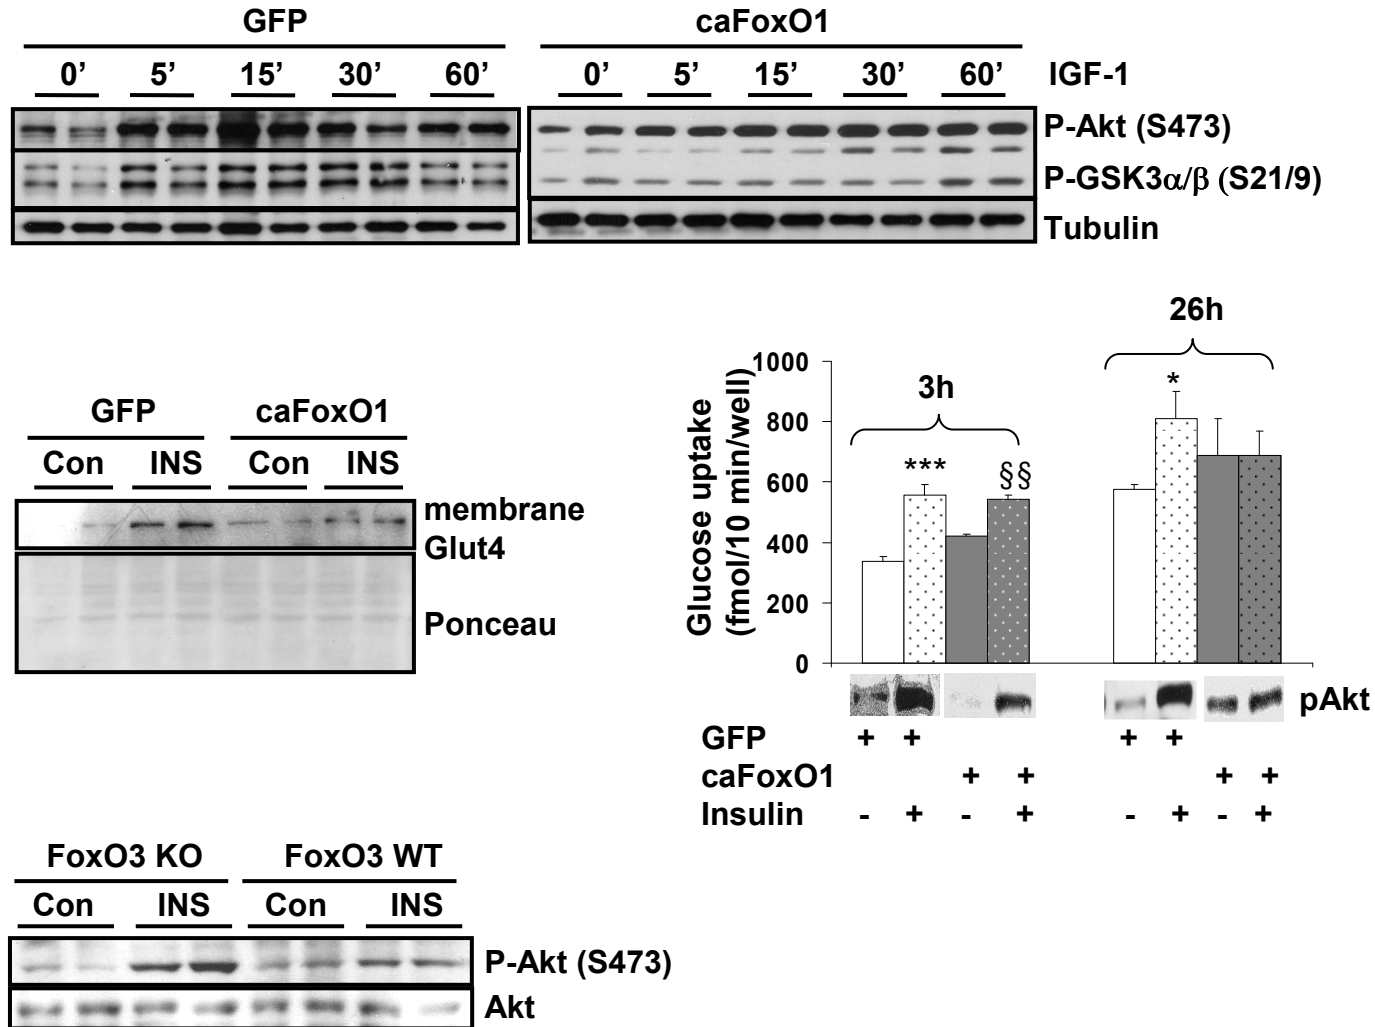 GFP caFoxO1
0’ 5’ 15’ 30’ 60’ 0’ 5’ 15’ 30’ 60’ IGF-1
P-Akt (S473)
P-GSK3α/β (S21/9)
Tubulin
GFP caFoxO1
Con INS Con INS
membrane
Glut4
Ponceau
26h
3h
Glucose uptake
(fmol/10 min/well)
1000
800
600
400
200
0
*
***
§§
pAkt
GFP + + + +
caFoxO1 + + + +
Insulin - + - + - + - +
FoxO3 KO FoxO3 WT
Con INS Con INS
P-Akt (S473)
Akt